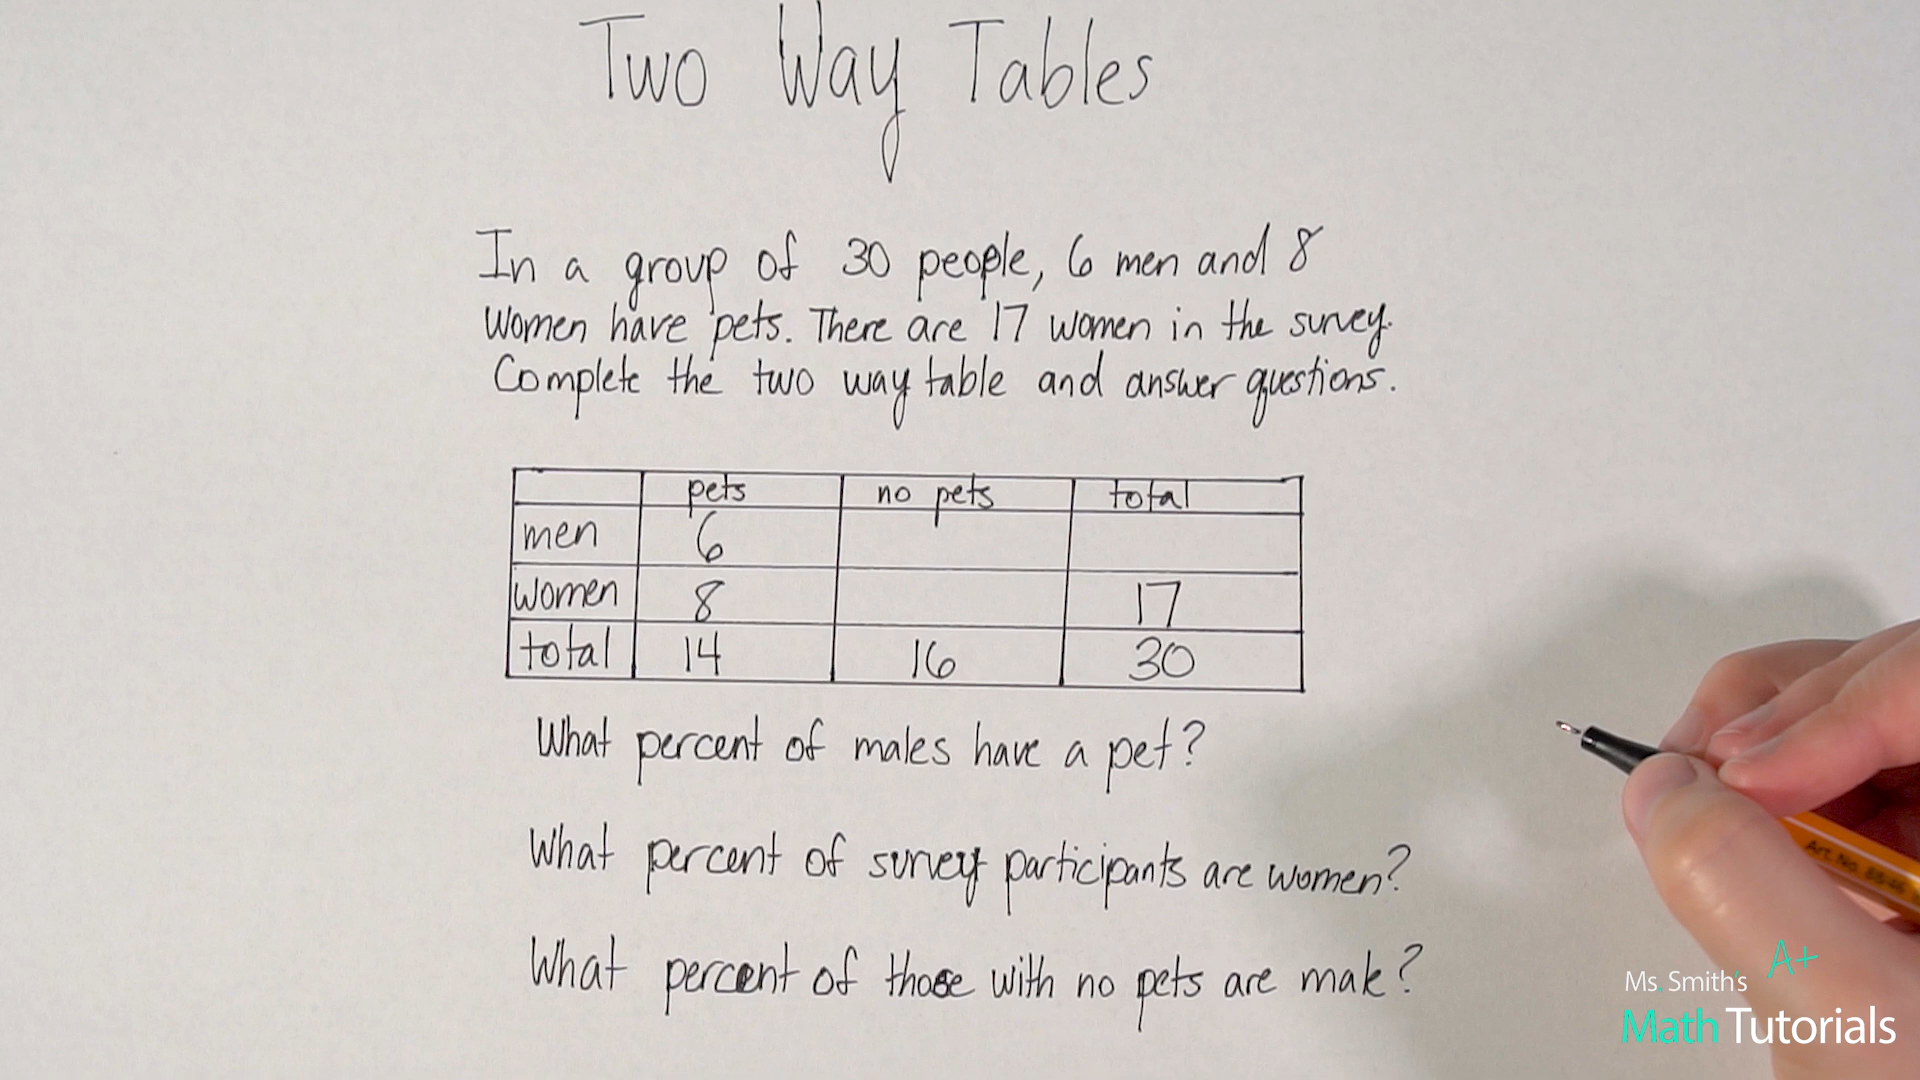 Two Way Tables
In a group of 30 people, 6 men and 8
women have pets. There are 17 women in the survey.
Complete the two way table and answer questions.
pets no pets total
men 6
women 8 17
total 14 16 30
What percent of males have a pet?
What percent of survey participants are women?
What percent of those with no pets are male?
Art. No. 88
A+
Ms. Smith's
Math Tutorials